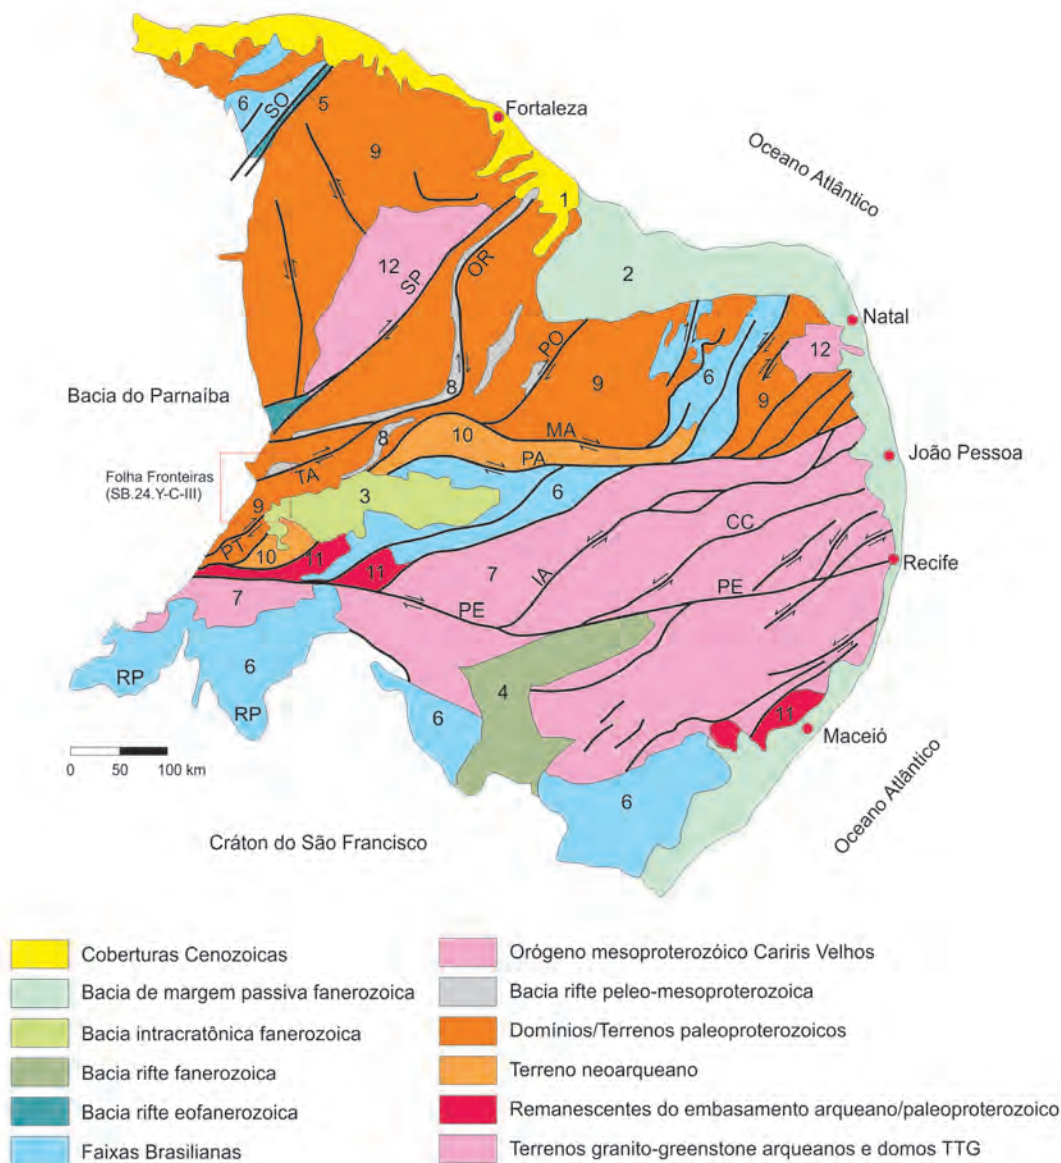 Fortaleza
Oceano Atlântico
6
SO
5
9
1
12
SP
OR
2
Natal
12
PO
9
6
9
8
Bacia do Parnaíba
10
MA
8
PA
João Pessoa
Folha Fronteiras
(SB.24.Y-C-III)
TA
3
6
9
CC
PT
10
11
11
7
IA
PE
Recife
7
PE
RP
6
RP
4
6
11
Maceió
0 50 100 km
6
Oceano Atlântico
Cráton do São Francisco
Coberturas Cenozoicas
Bacia de margem passiva fanerozoica
Bacia intracratônica fanerozoica
Bacia rifte fanerozoica
Bacia rifte eofanerozoica
Faixas Brasilianas
Orógeno mesoproterozóico Cariris Velhos
Bacia rifte peleo-mesoproterozoica
Domínios/Terrenos paleoproterozoicos
Terreno neoarqueano
Remanescentes do embasamento arqueano/paleoproterozoico
Terrenos granito-greenstone arqueanos e domos TTG